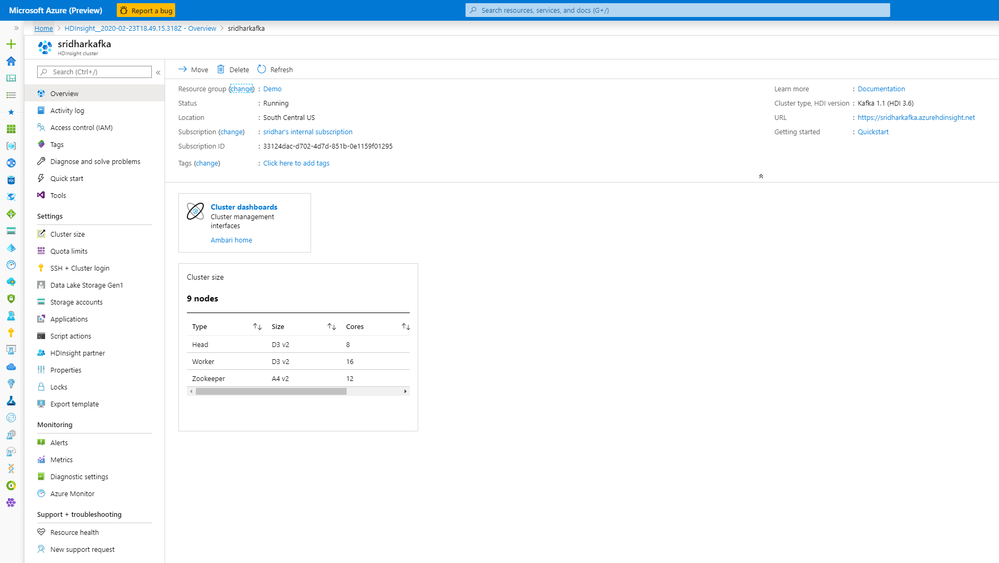 Microsoft Azure (Preview)
Report a bug
Search resources, services, and docs (G+/)
Home > HDInsight__2020-02-23T18.49.15.318Z - Overview > sridharkafka
sridharkafka
HDInsight cluster
Search (Ctrl+/)
Overview
Activity log
Access control (IAM)
Tags
Diagnose and solve problems
Quick start
Tools
Settings
Cluster size
Quota limits
SSH + Cluster login
Data Lake Storage Gen1
Storage accounts
Applications
Script actions
HDInsight partner
Properties
Locks
Export template
Monitoring
Alerts
Metrics
Diagnostic settings
Azure Monitor
Support + troubleshooting
Resource health
New support request
Move Delete Refresh
Resource group (change) : Demo
Status : Running
Location : South Central US
Subscription (change) : sridhar's internal subscription
Subscription ID : 33124dac-d702-4d7d-851b-0e1159f01295
Tags (change) : Click here to add tags
Learn more : Documentation
Cluster type, HDI version : Kafka 1.1 (HDI 3.6)
URL : https://sridharkafka.azurehdinsight.net
Getting started : Quickstart
Cluster dashboards
Cluster management
interfaces
Ambari home
Cluster size
9 nodes
Type Size Cores
Head D3 v2 8
Worker D3 v2 16
Zookeeper A4 v2 12